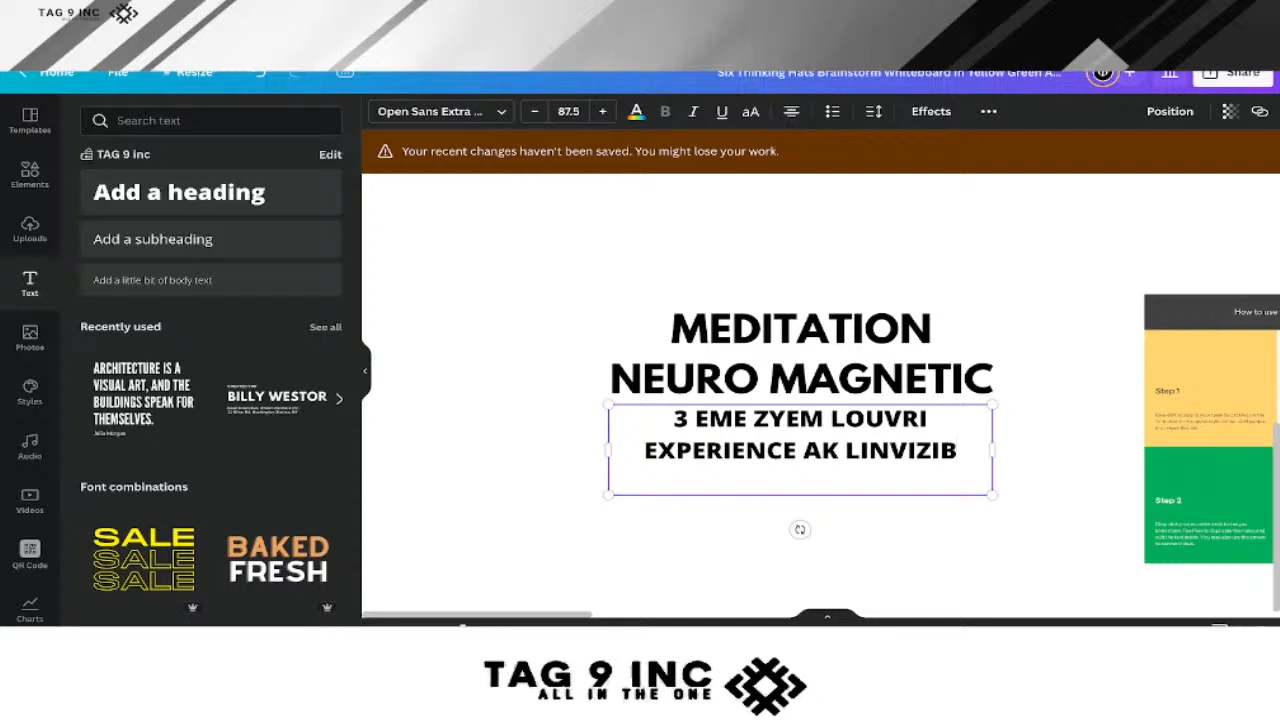 TAG 9 INC
Home File Resize Six Thinking Hats Brainstorm Whiteboard in Yellow Green A... Share
Templates
Elements
Uploads
Text
Photos
Styles
Audio
Videos
QR Code
Charts
Search text
TAG 9 inc Edit
Add a heading
Add a subheading
Add a little bit of body text
Recently used See all
ARCHITECTURE IS A
VISUAL ART, AND THE
BUILDINGS SPEAK FOR
THEMSELVES.
Julia Morgan
BILLY WESTOR
Font combinations
SALE
SALE
SALE
BAKED
FRESH
Open Sans Extra ... − 87.5 + A B I U aA Effects ••• Position
Your recent changes haven't been saved. You might lose your work.
MEDITATION
NEURO MAGNETIC
3 EME ZYEM LOUVRI
EXPERIENCE AK LINVIZIB
How to use
Step 1
Step 2
TAG 9 INC
ALL IN THE ONE